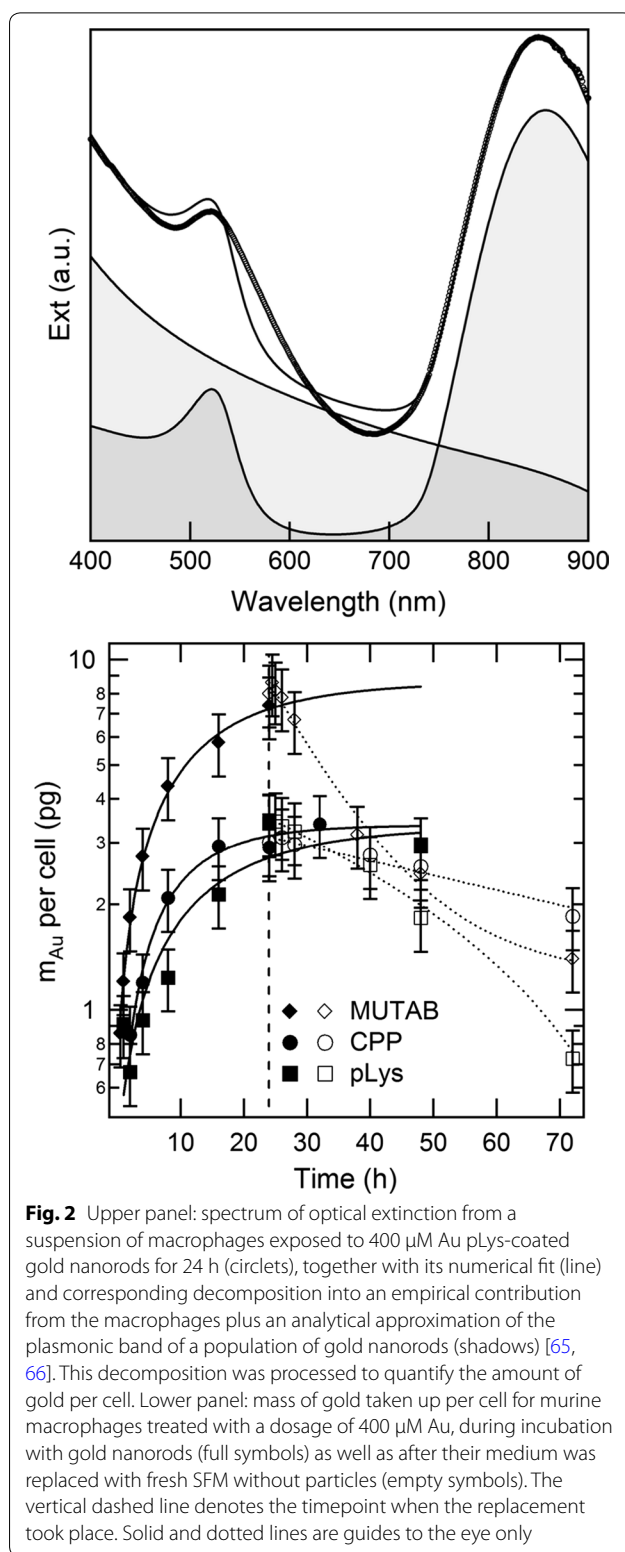 Ext (a.u.)
400 500 600 700 800 900
Wavelength (nm)
10
8
7
6
5
4
3
2
1
8
7
6
m_Au per cell (pg)
MUTAB
CPP
pLys
10 20 30 40 50 60 70
Time (h)
Fig. 2 Upper panel: spectrum of optical extinction from a
suspension of macrophages exposed to 400 µM Au pLys-coated
gold nanorods for 24 h (circlets), together with its numerical fit (line)
and corresponding decomposition into an empirical contribution
from the macrophages plus an analytical approximation of the
plasmonic band of a population of gold nanorods (shadows) [65,
66]. This decomposition was processed to quantify the amount of
gold per cell. Lower panel: mass of gold taken up per cell for murine
macrophages treated with a dosage of 400 µM Au, during incubation
with gold nanorods (full symbols) as well as after their medium was
replaced with fresh SFM without particles (empty symbols). The
vertical dashed line denotes the timepoint when the replacement
took place. Solid and dotted lines are guides to the eye only